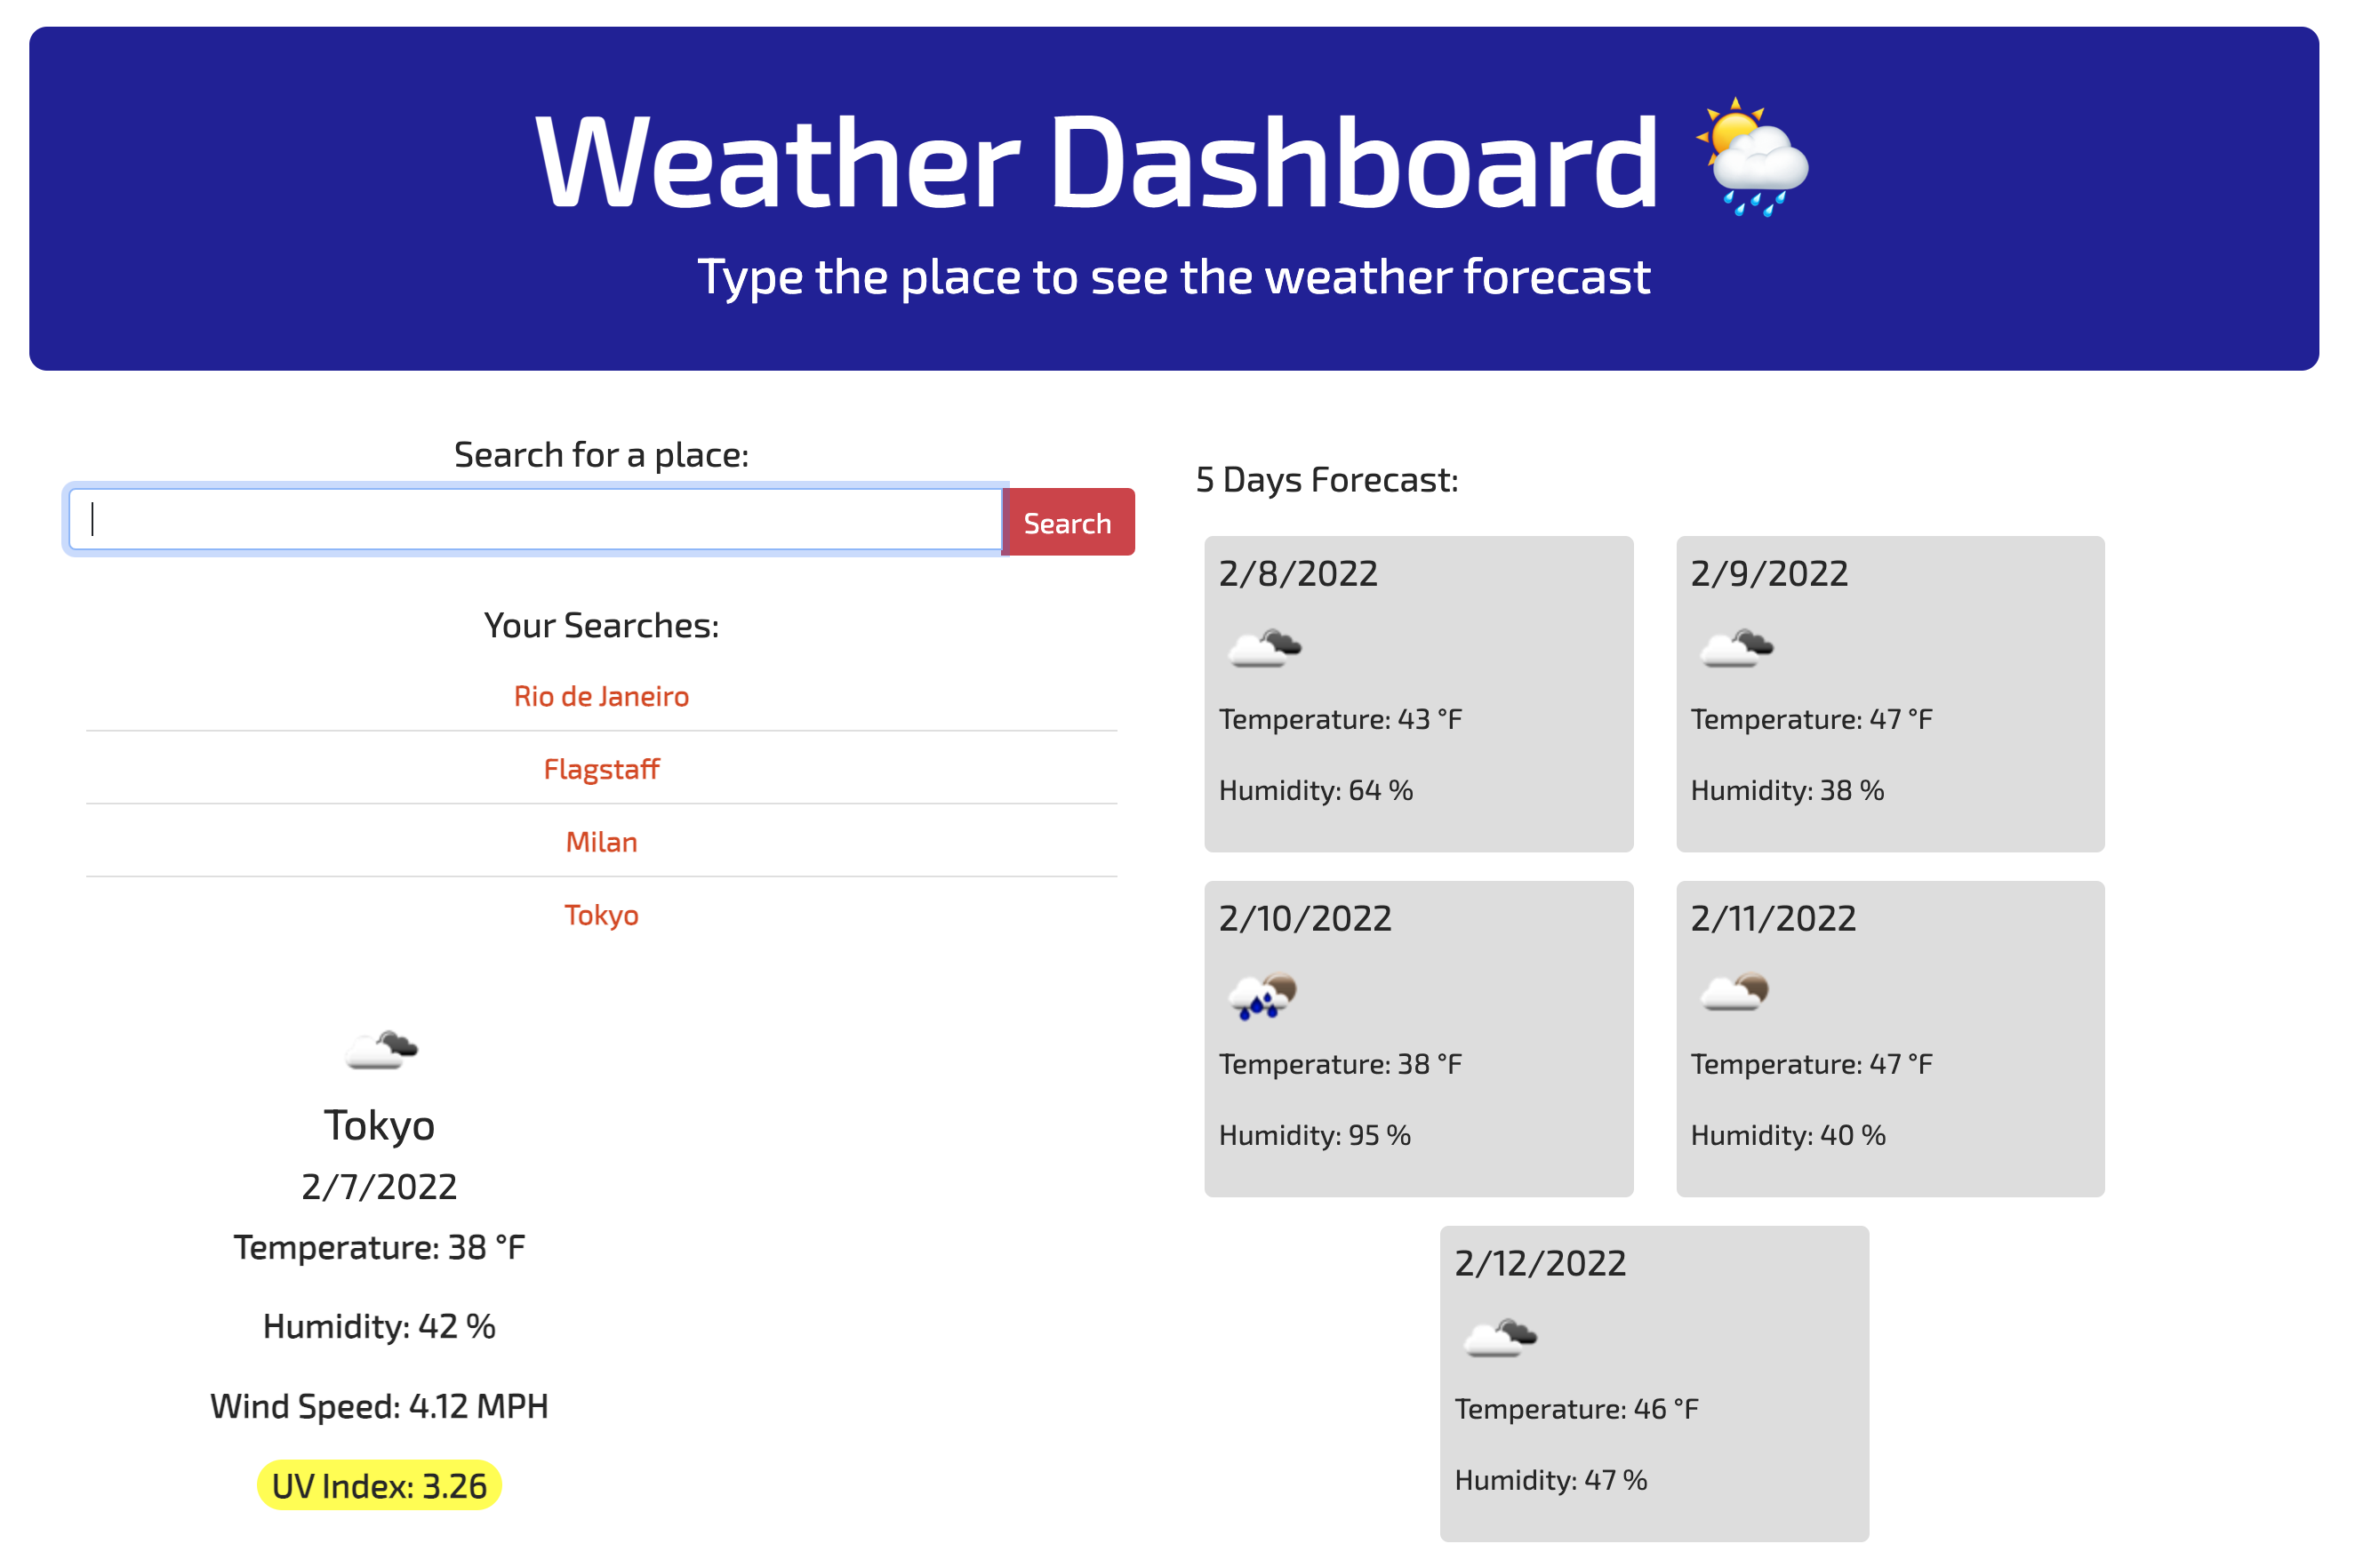 Weather Dashboard
Type the place to see the weather forecast
Search for a place:
Search
Your Searches:
Rio de Janeiro
Flagstaff
Milan
Tokyo
Tokyo
2/7/2022
Temperature: 38 °F
Humidity: 42 %
Wind Speed: 4.12 MPH
UV Index: 3.26
5 Days Forecast:
2/8/2022
Temperature: 43 °F
Humidity: 64 %
2/9/2022
Temperature: 47 °F
Humidity: 38 %
2/10/2022
Temperature: 38 °F
Humidity: 95 %
2/11/2022
Temperature: 47 °F
Humidity: 40 %
2/12/2022
Temperature: 46 °F
Humidity: 47 %